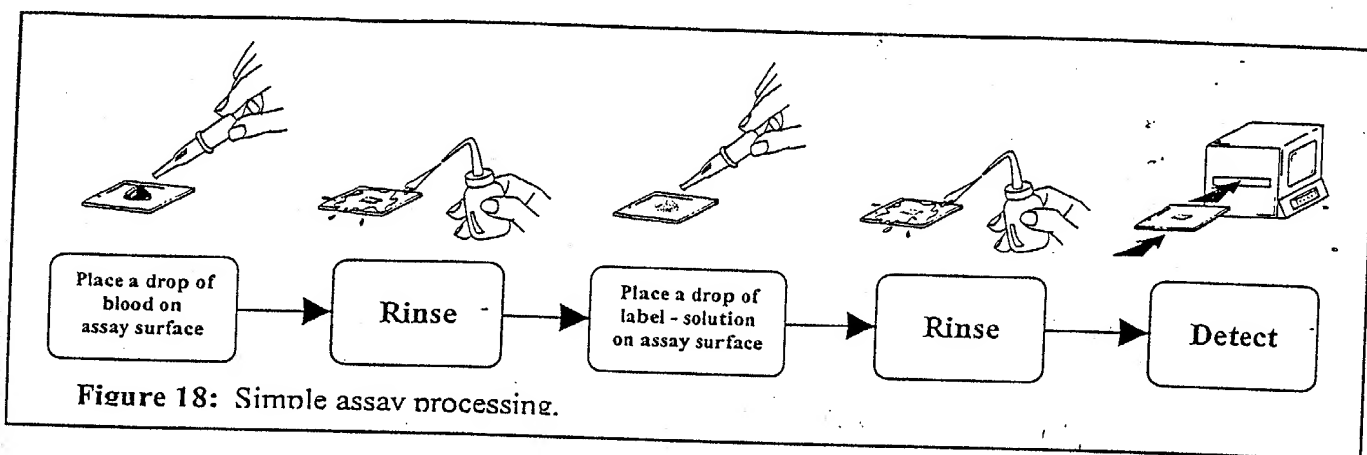 Place a drop of
blood on
assay surface
Rinse
Place a drop of
label - solution
on assay surface
Rinse
Detect
Figure 18: Simple assay processing.